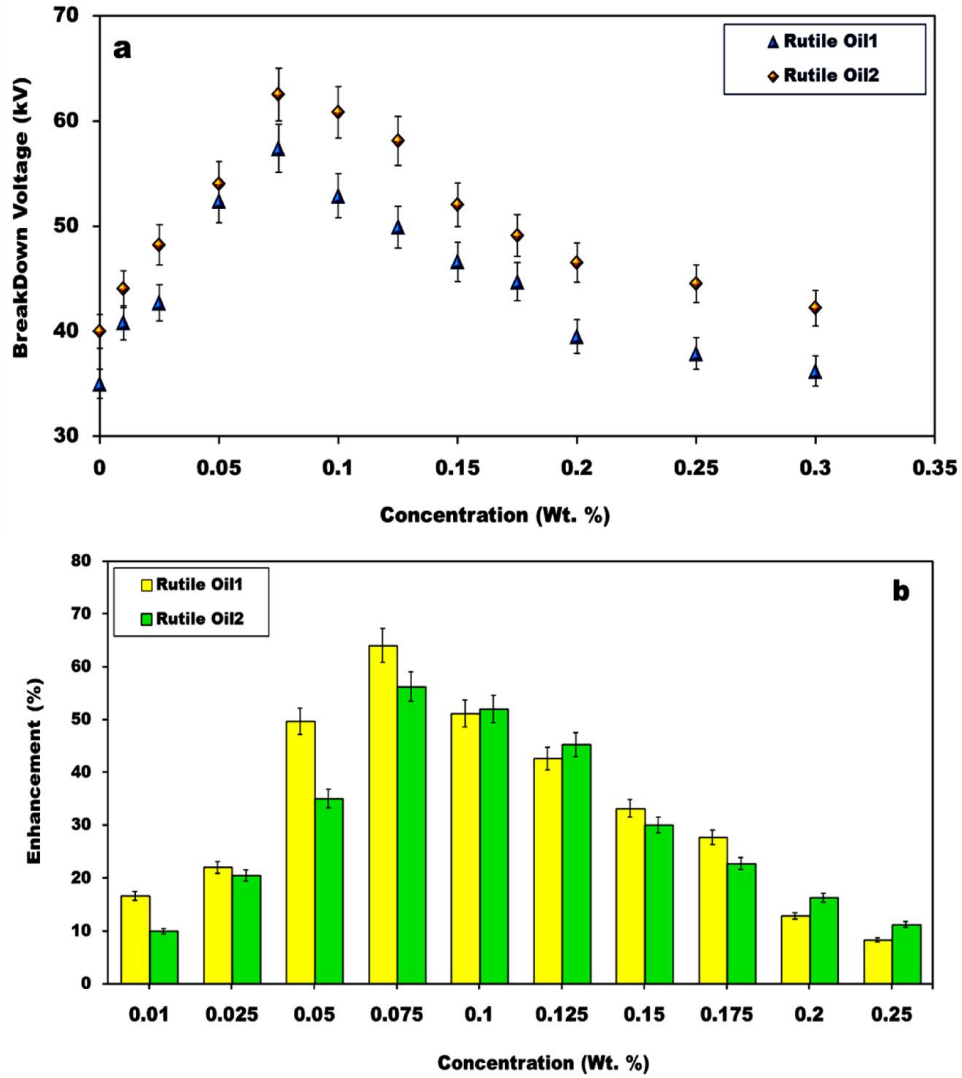 70
a
Rutile Oil1
Rutile Oil2
60
50
40
30
BreakDown Voltage (kV)
0 0.05 0.1 0.15 0.2 0.25 0.3 0.35
Concentration (Wt. %)
80
b
Rutile Oil1
Rutile Oil2
70
60
50
40
30
20
10
0
Enhancement (%)
0.01 0.025 0.05 0.075 0.1 0.125 0.15 0.175 0.2 0.25
Concentration (Wt. %)